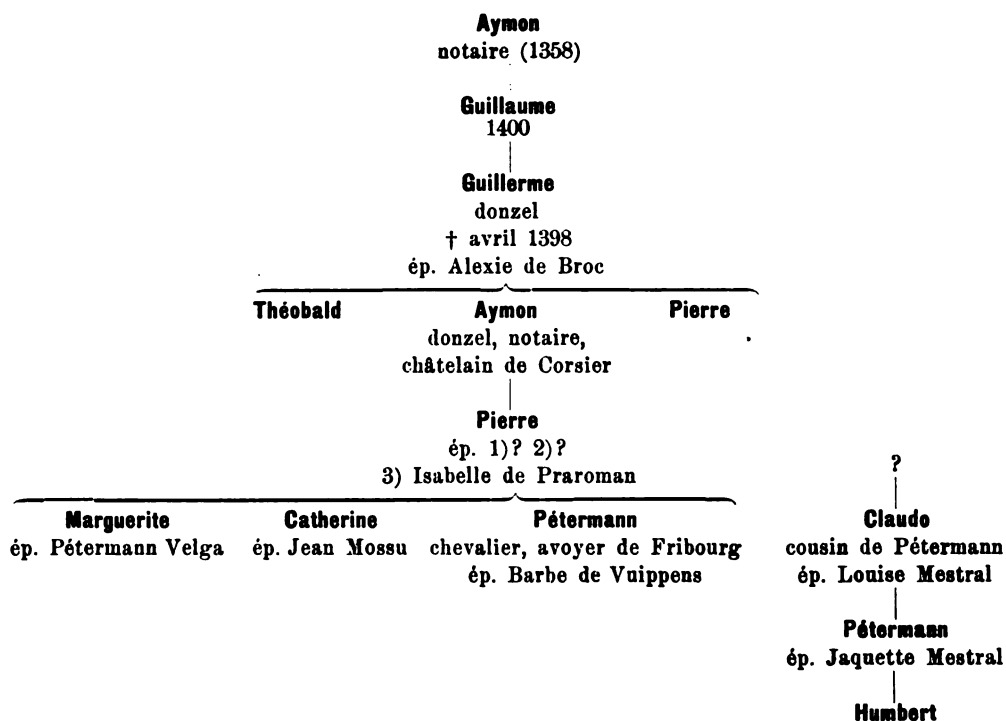 Aymon
notaire (1358)
Guillaume
1400
Guillerme
donzel
† avril 1398
ép. Alexie de Broc
Théobald Aymon Pierre
donzel, notaire,
châtelain de Corsier
Pierre
ép. 1)? 2)?
3) Isabelle de Praroman
?
Marguerite Catherine Pétermann Claudo
ép. Pétermann Velga ép. Jean Mossu chevalier, avoyer de Fribourg cousin de Pétermann
ép. Barbe de Vuippens ép. Louise Mestral
Pétermann
ép. Jaquette Mestral
Humbert